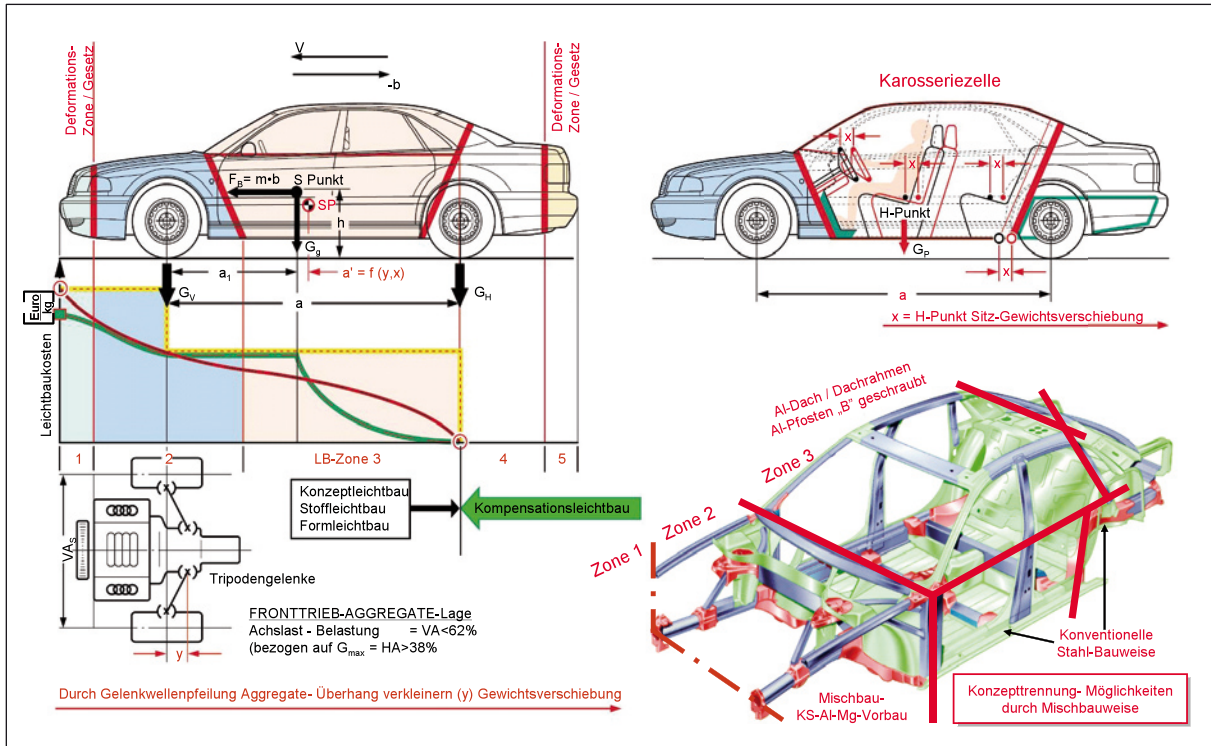 Deformations-
Zone / Gesetz
V
-b
Deformations-
Zone / Gesetz
F_B= m•b
S Punkt
SP'
h
G_g
a_1
a' = f (y,x)
G_V
a
G_H
Euro
kg
Leichtbaukosten
1
2
LB-Zone 3
4
5
Konzeptleichtbau
Stoffleichtbau
Formleichtbau
Kompensationsleichtbau
VA_S
Tripodengelenke
y
FRONTTRIEB-AGGREGATE-Lage
Achslast - Belastung = VA<62%
(bezogen auf G_max = HA>38%
Durch Gelenkwellenpfeilung Aggregate- Überhang verkleinern (y) Gewichtsverschiebung
Karosseriezelle
x
x
x
H-Punkt
G_P
x
a
x = H-Punkt Sitz-Gewichtsverschiebung
Al-Dach / Dachrahmen
Al-Pfosten „B" geschraubt
Zone 3
Zone 2
Zone 1
Konventionelle
Stahl-Bauweise
Mischbau-
KS-Al-Mg-Vorbau
Konzepttrennung- Möglichkeiten
durch Mischbauweise